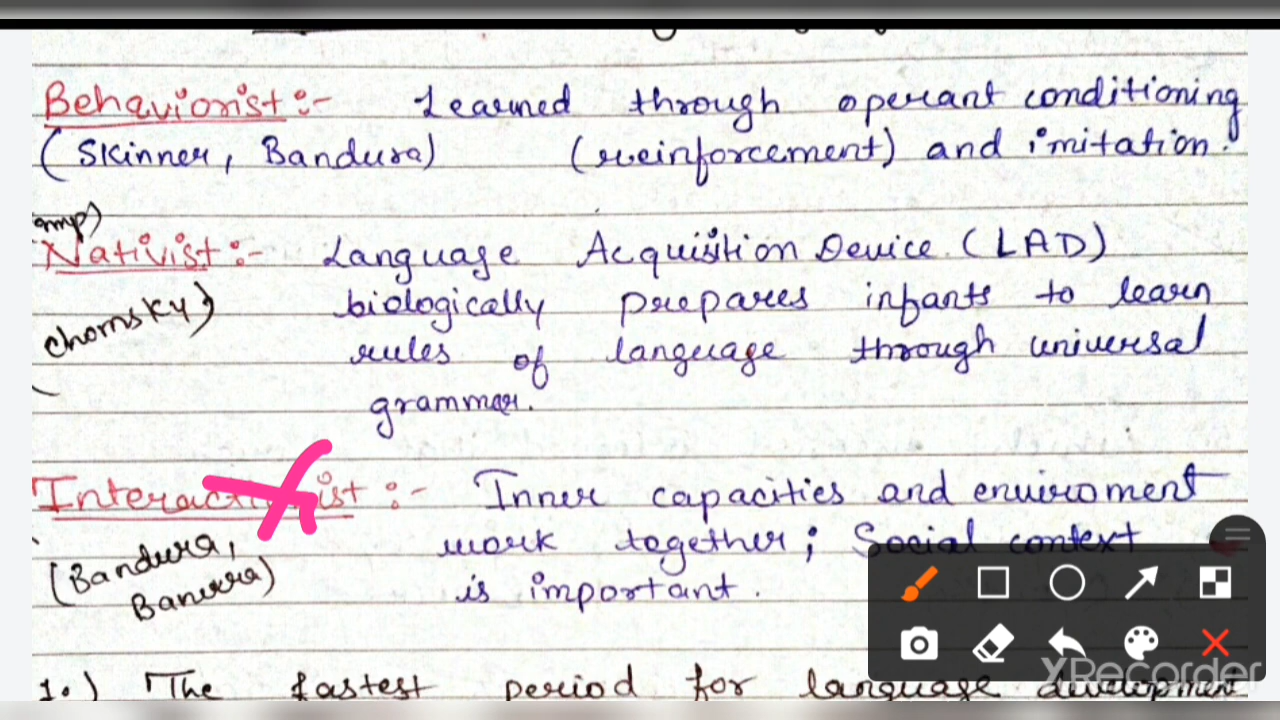 Behaviorist :- Learned through operant conditioning
(Skinner, Bandura) (reinforcement) and imitation.
Nativist :- Language Acquisition Device (LAD)
Chomsky) biologically prepares infants to learn
rules of language through universal
grammar.
Interactionist :- Inner capacities and enviroment
(Bandura, work together; Social context
is important.
1.) The fastest period for language development
XRecorder